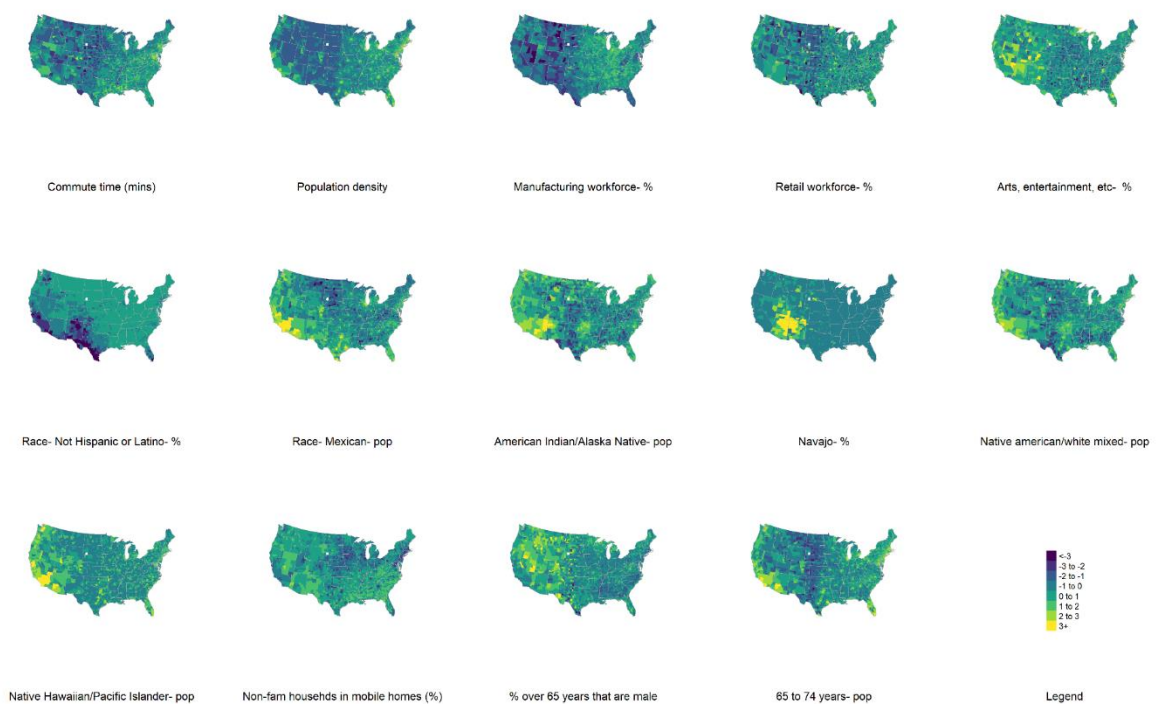 Commute time (mins)
Population density
Manufacturing workforce- %
Retail workforce- %
Arts, entertainment, etc- %
Race- Not Hispanic or Latino- %
Race- Mexican- pop
American Indian/Alaska Native- pop
Navajo- %
Native american/white mixed- pop
<-3
-3 to -2
-2 to -1
-1 to 0
0 to 1
1 to 2
2 to 3
3+
Native Hawaiian/Pacific Islander- pop
Non-fam househds in mobile homes (%)
% over 65 years that are male
65 to 74 years- pop
Legend